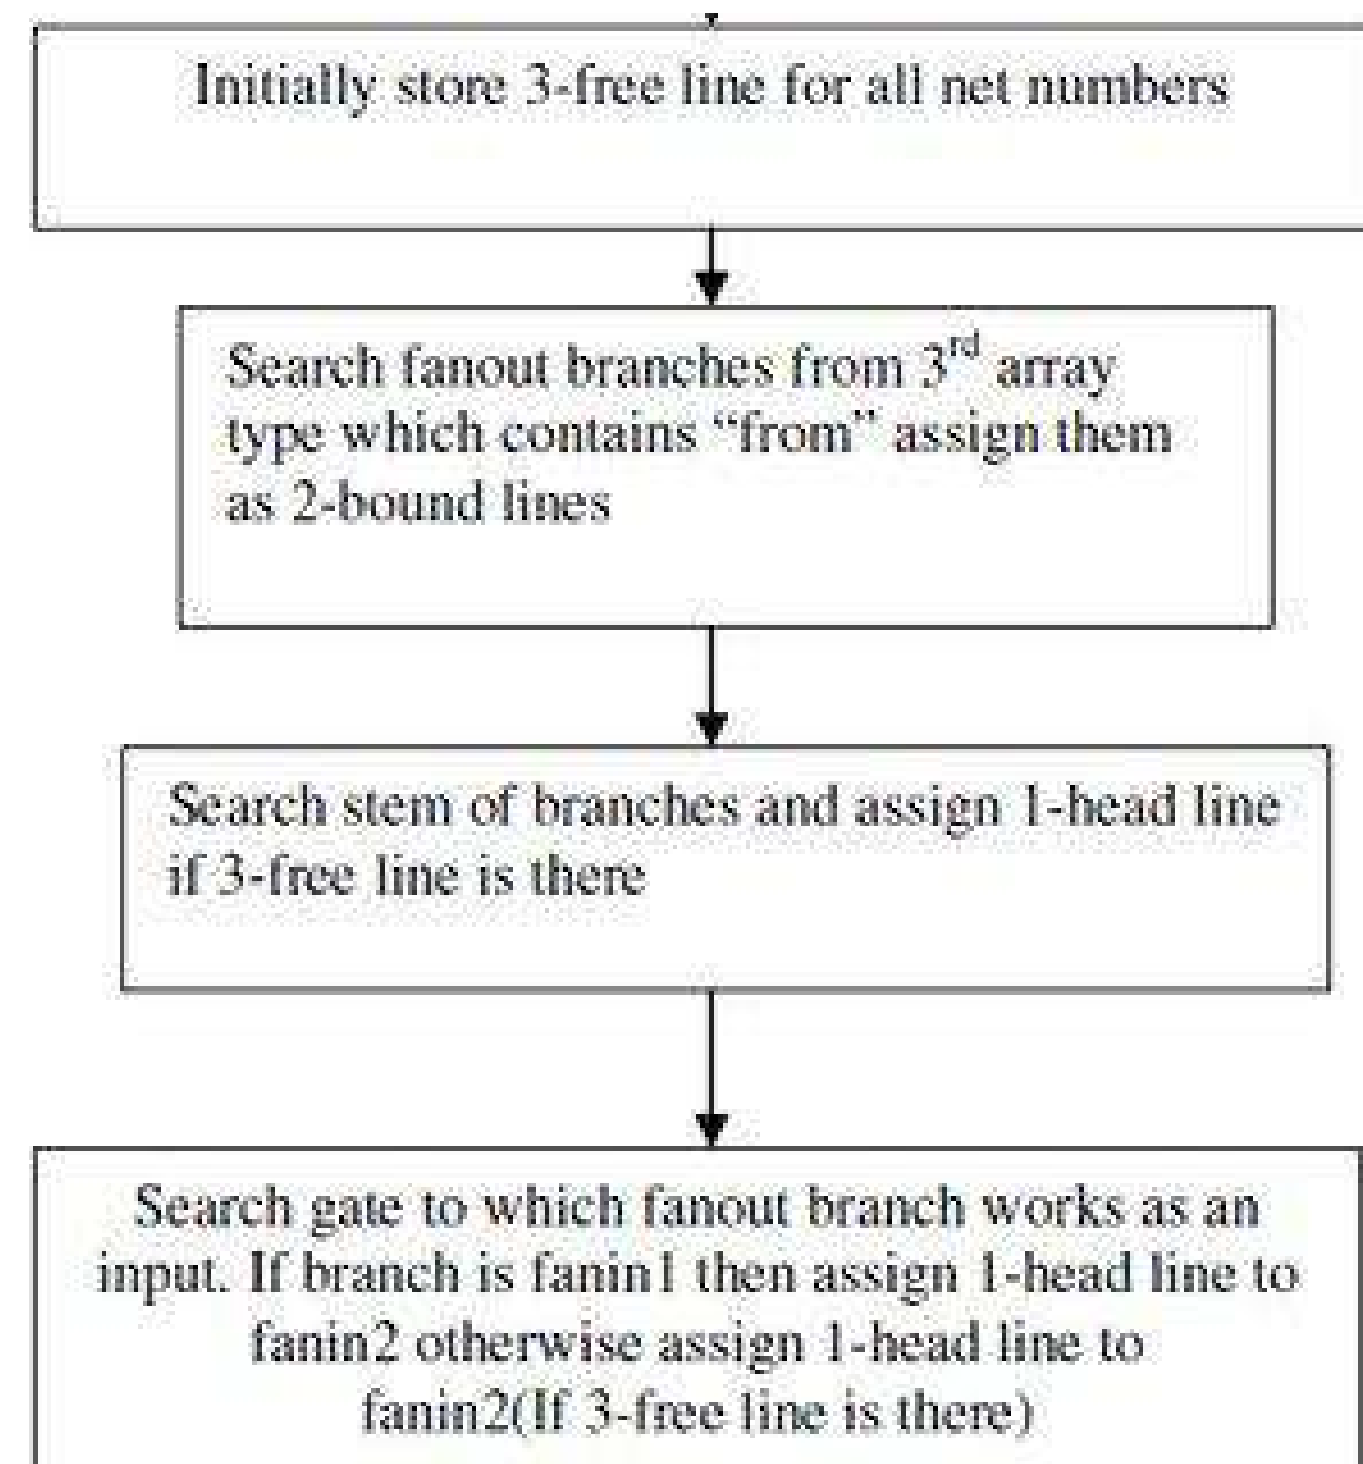 Initially store 3-free line for all net numbers
Search fanout branches from 3rd array
type which contains “from” assign them
as 2-bound lines
Search stem of branches and assign 1-head line
if 3-free line is there
Search gate to which fanout branch works as an
input. If branch is fanin1 then assign 1-head line to
fanin2 otherwise assign 1-head line to
fanin2(If 3-free line is there)